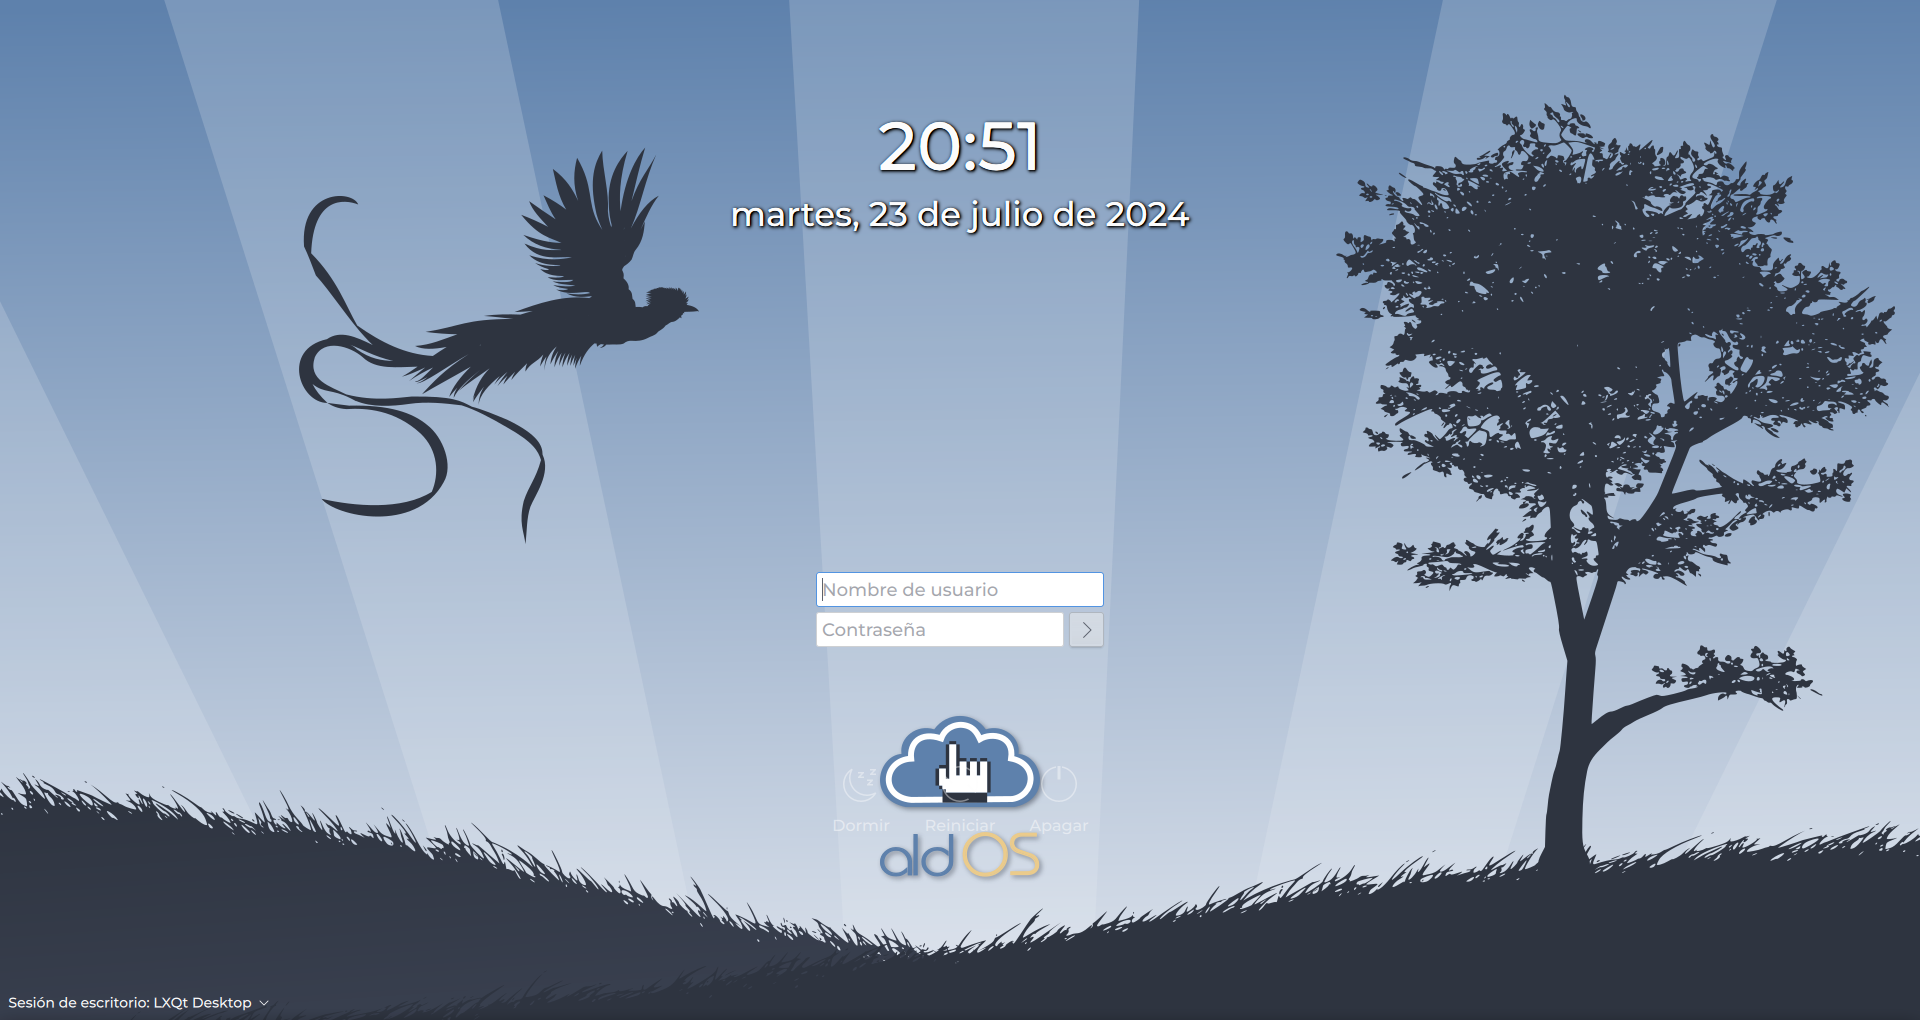 20:51
martes, 23 de julio de 2024
Nombre de usuario
Contraseña
Dormir
Reiniciar
Apagar
aldOS
Sesión de escritorio: LXQt Desktop